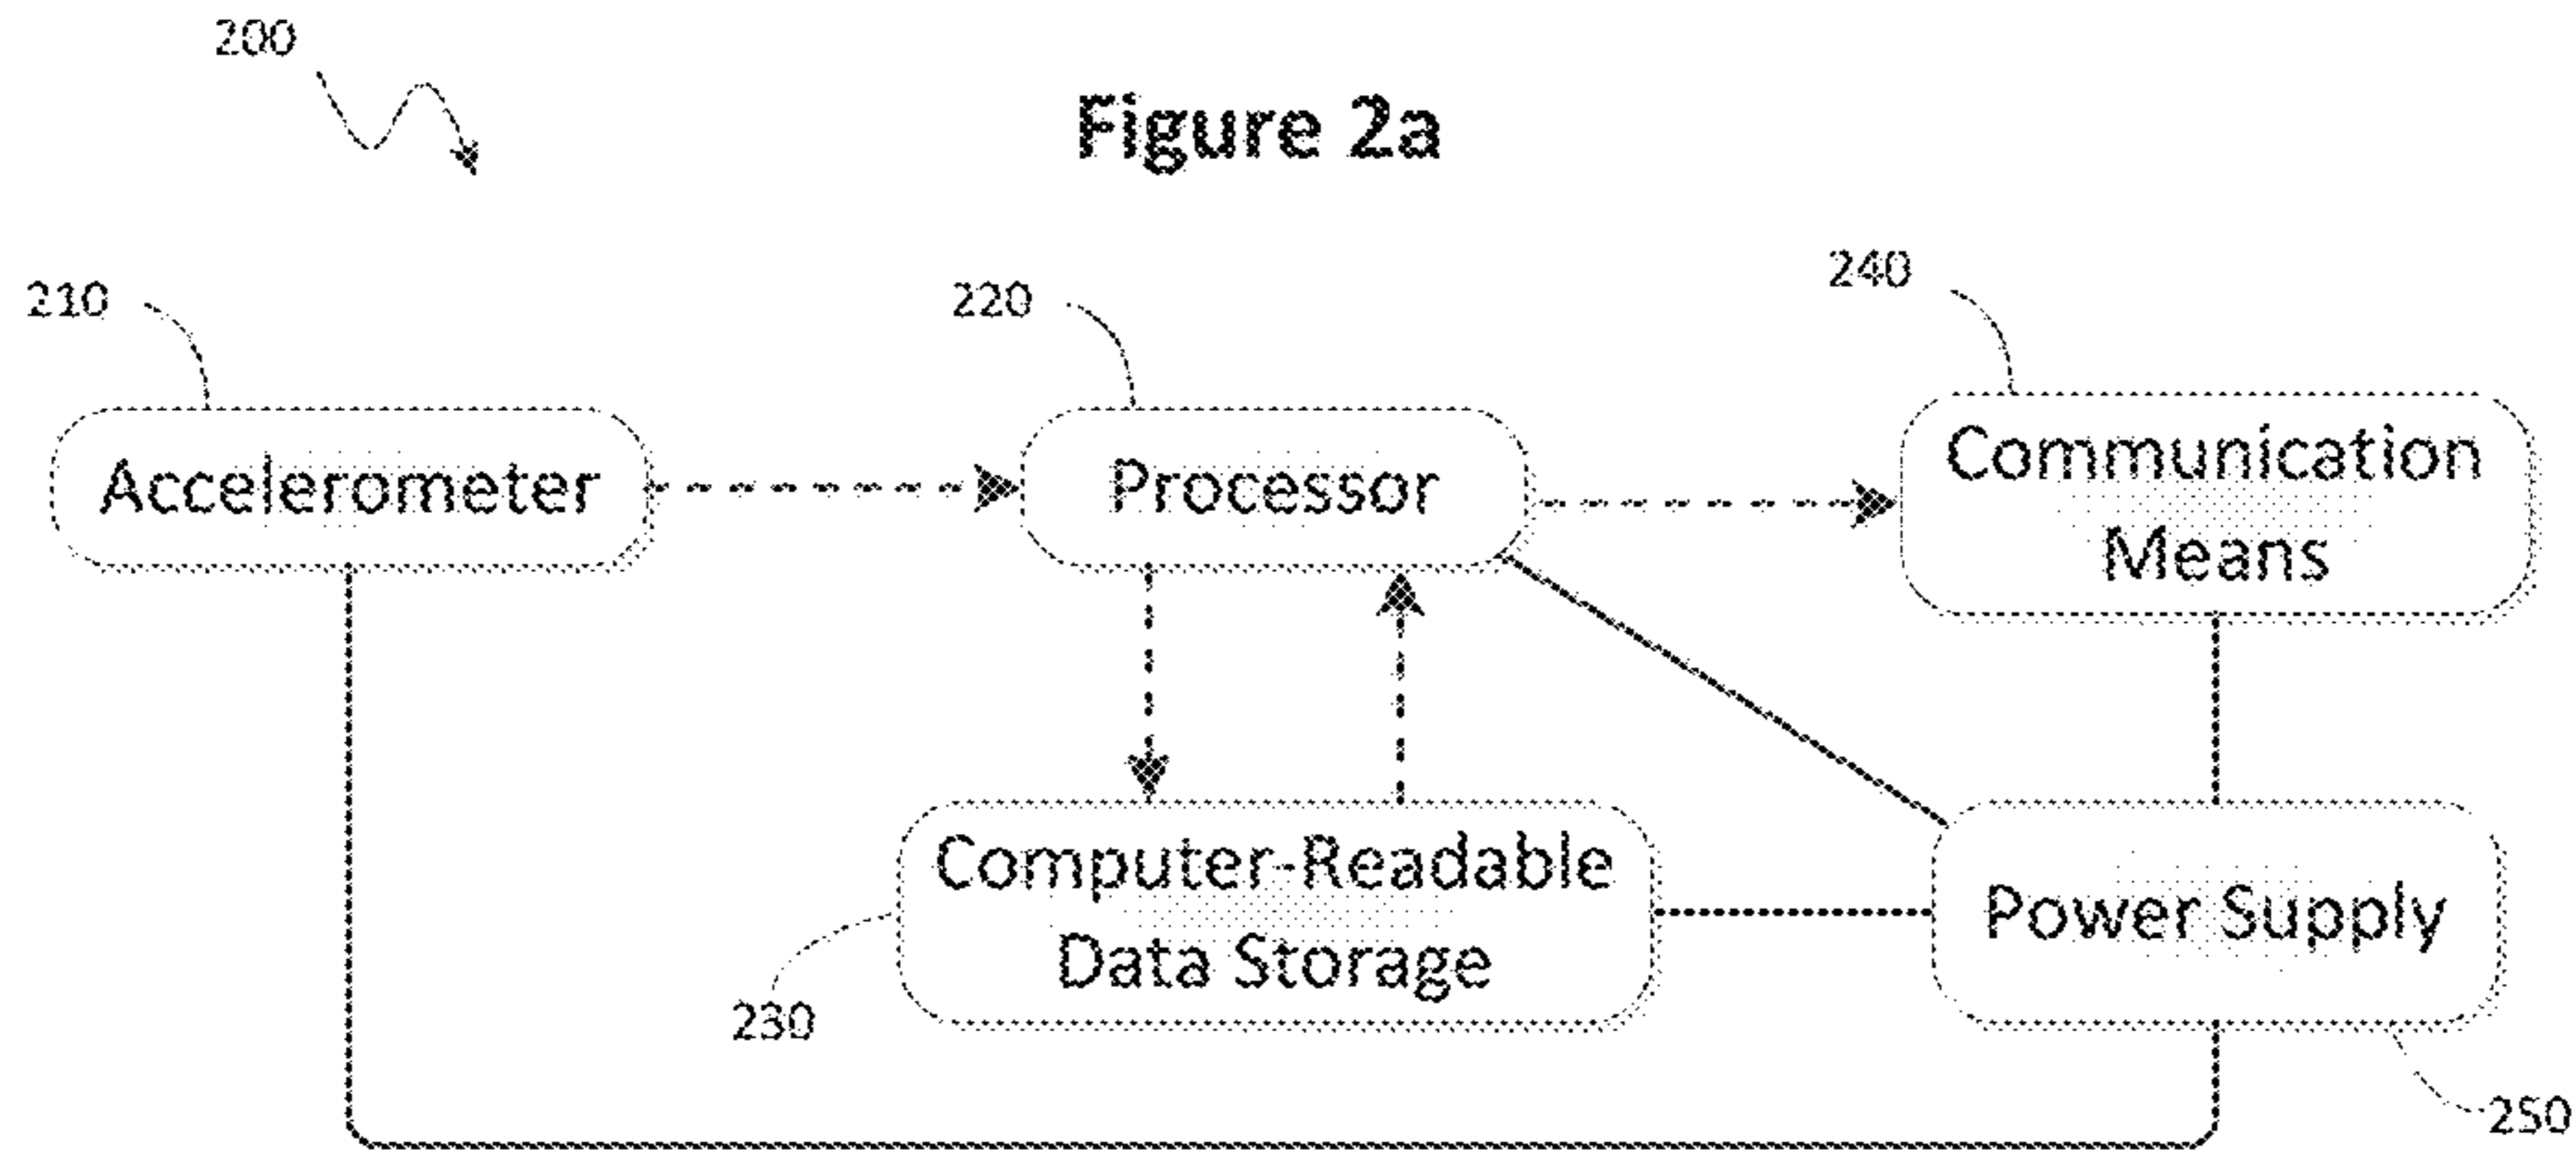 200
Figure 2a
210
220
240
Accelerometer
Processor
Communication
Means
Computer-Readable
Data Storage
Power Supply
230
250